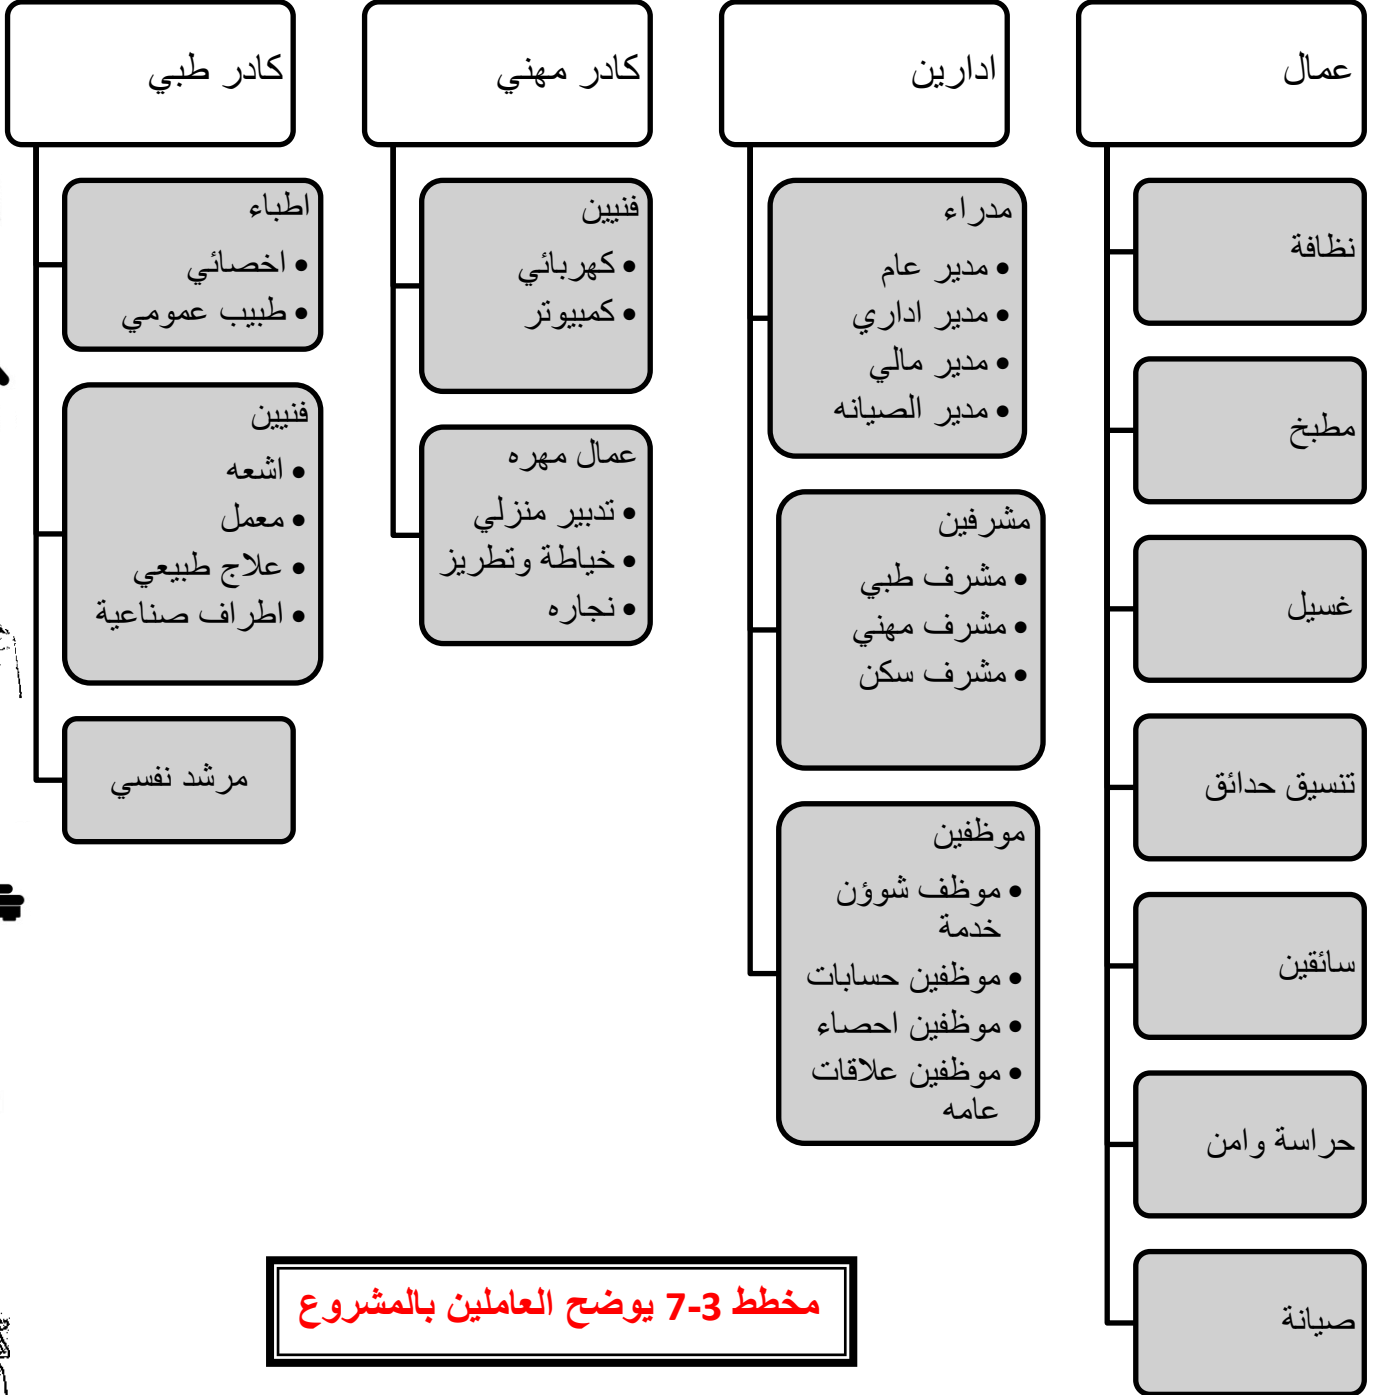 عمال
نظافة
مطبخ
غسيل
تنسيق حدائق
سائقين
حراسة وامن
صيانة
ادارين
مدراء
• مدير عام
• مدير اداري
• مدير مالي
• مدير الصيانه
مشرفين
• مشرف طبي
• مشرف مهني
• مشرف سكن
موظفين
• موظف شوؤن
خدمة
• موظفين حسابات
• موظفين احصاء
• موظفين علاقات
عامه
كادر مهني
فنيين
• كهربائي
• كمبيوتر
عمال مهره
• تدبير منزلي
• خياطة وتطريز
• نجاره
كادر طبي
اطباء
• اخصائي
• طبيب عمومي
فنيين
• اشعه
• معمل
• علاج طبيعي
• اطراف صناعية
مرشد نفسي
مخطط 3-7 يوضح العاملين بالمشروع